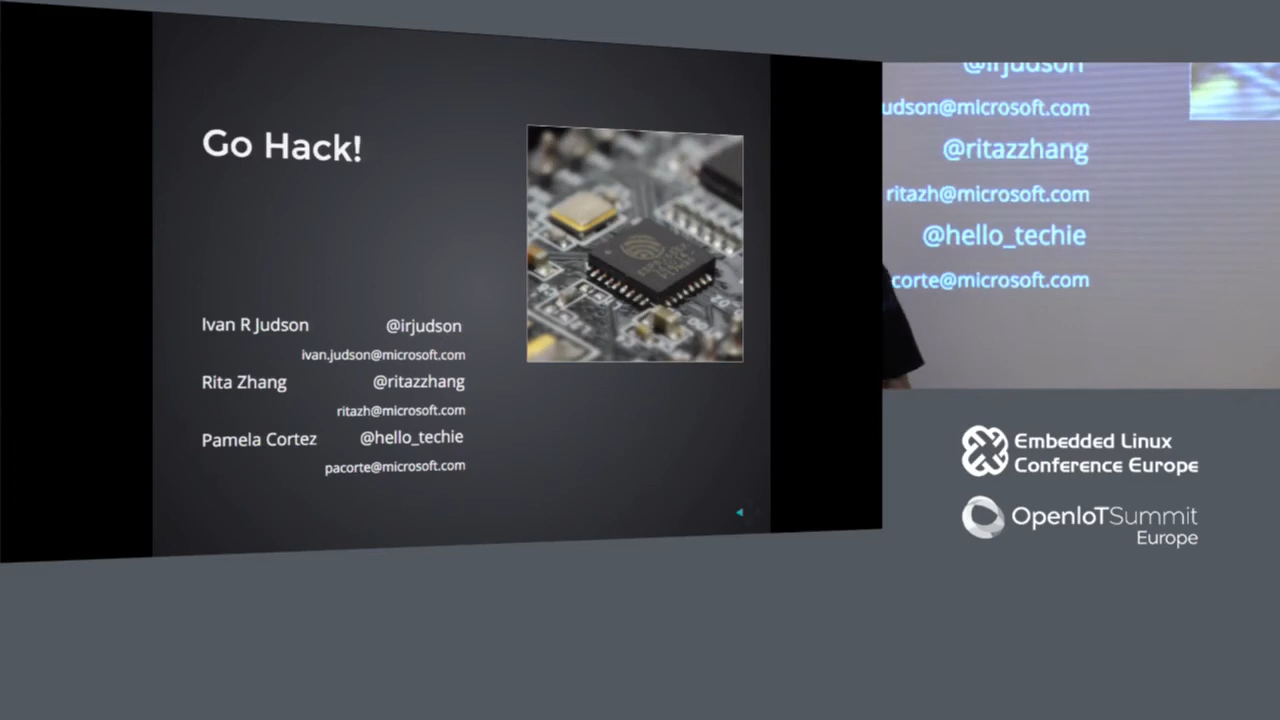 Go Hack!
Ivan R Judson @irjudson
ivan.judson@microsoft.com
Rita Zhang @ritazzhang
ritazh@microsoft.com
Pamela Cortez @hello_techie
pacorte@microsoft.com
@irjudson
udson@microsoft.com
@ritazzhang
ritazh@microsoft.com
@hello_techie
corte@microsoft.com
Embedded Linux
Conference Europe
OpenIoTSummit
Europe